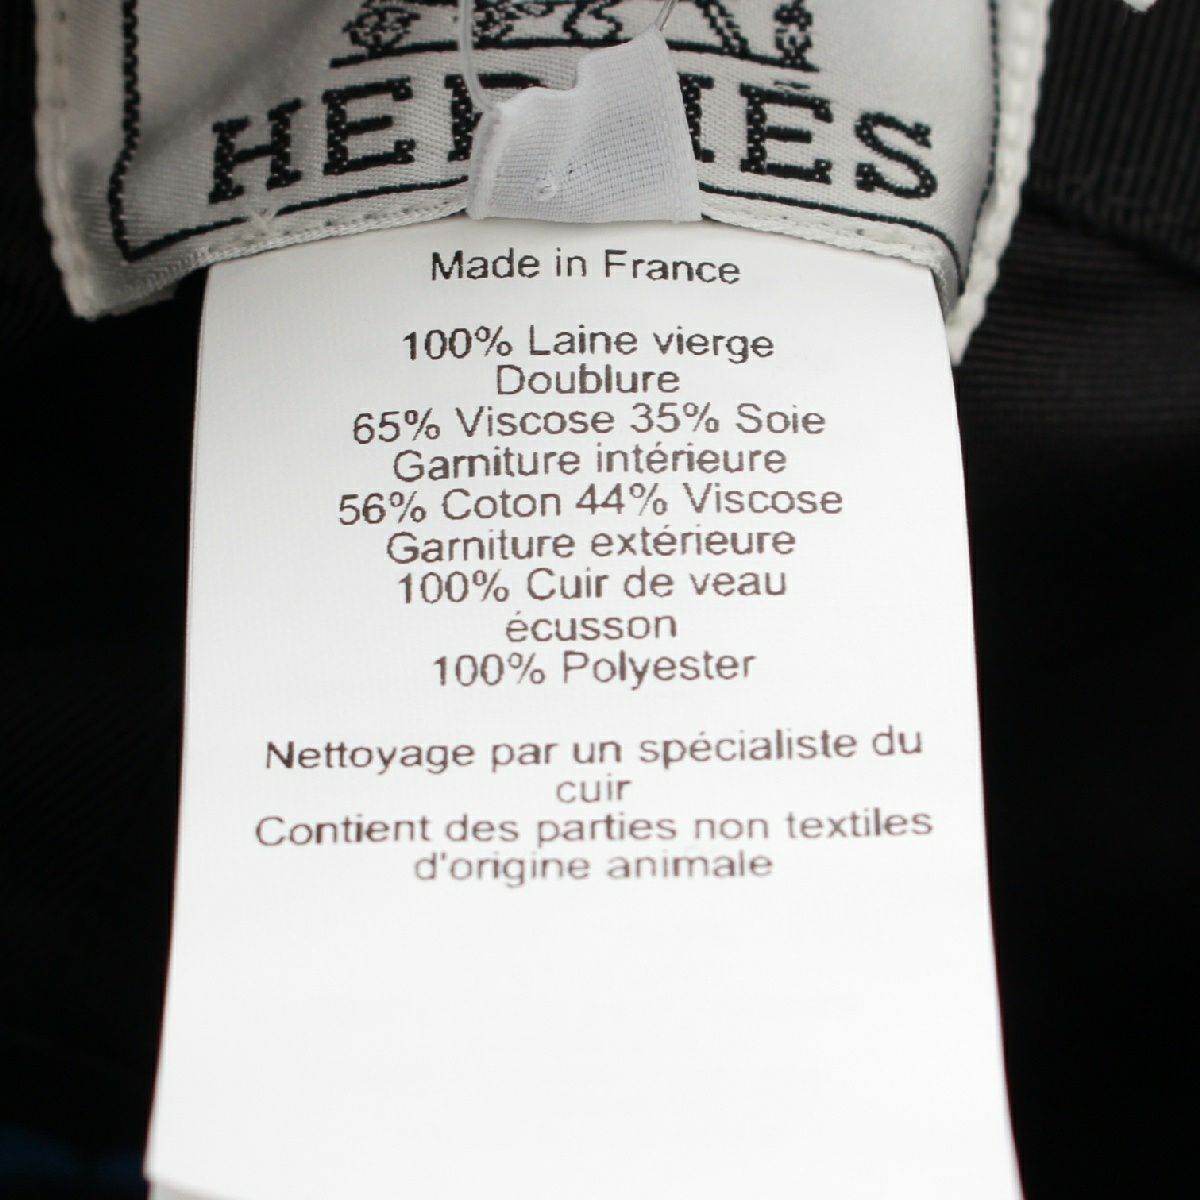 HERMÈS
Made in France
100% Laine vierge
Doublure
65% Viscose 35% Soie
Garniture intérieure
56% Coton 44% Viscose
Garniture extérieure
100% Cuir de veau
écusson
100% Polyester
Nettoyage par un spécialiste du
cuir
Contient des parties non textiles
d'origine animale